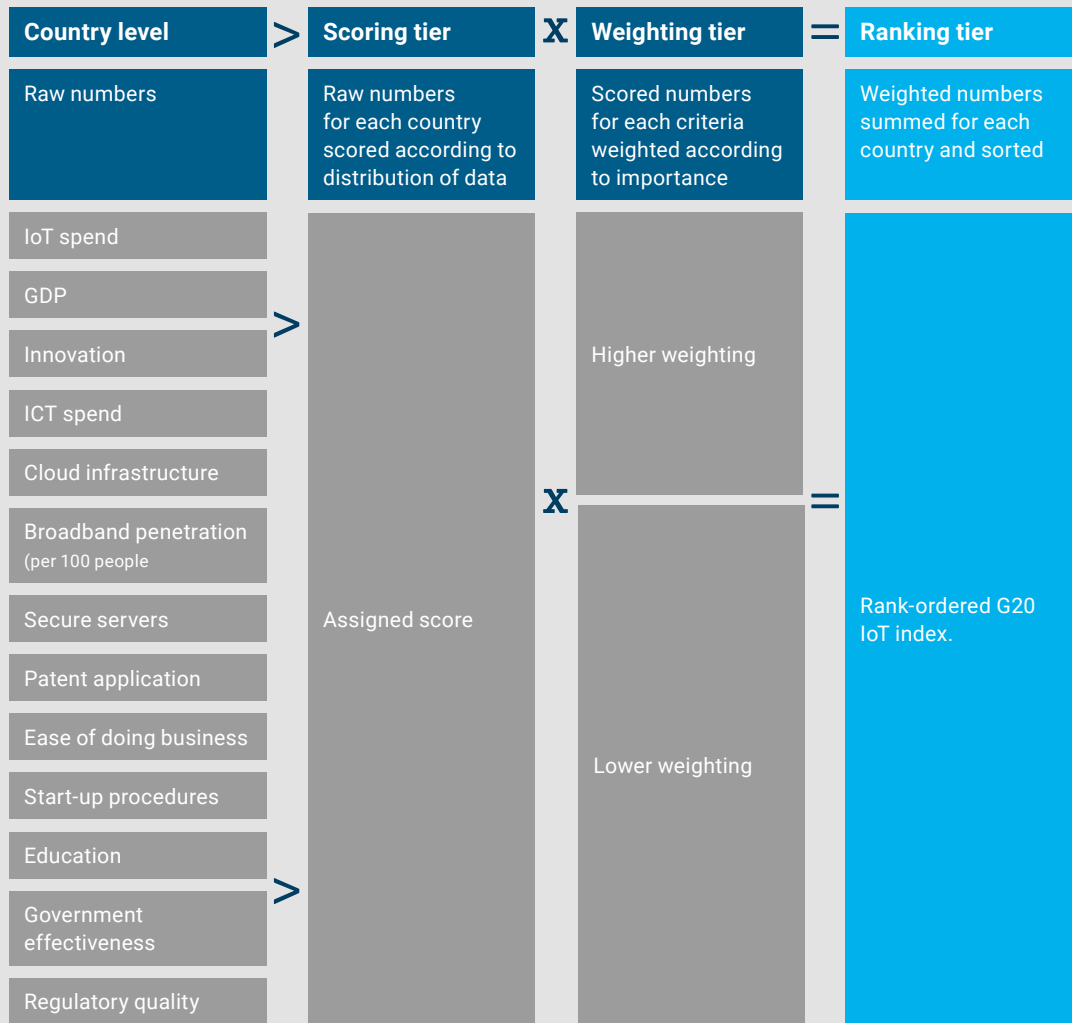 Country level > Scoring tier x Weighting tier = Ranking tier
Raw numbers
Raw numbers
for each country
scored according to
distribution of data
Scored numbers
for each criteria
weighted according
to importance
Weighted numbers
summed for each
country and sorted
IoT spend
GDP
>
Innovation
ICT spend
Cloud infrastructure
Broadband penetration
(per 100 people
Secure servers
Patent application
Ease of doing business
Start-up procedures
Education
>
Government
effectiveness
Regulatory quality
Assigned score
x
Higher weighting
Lower weighting
=
Rank-ordered G20
IoT index.